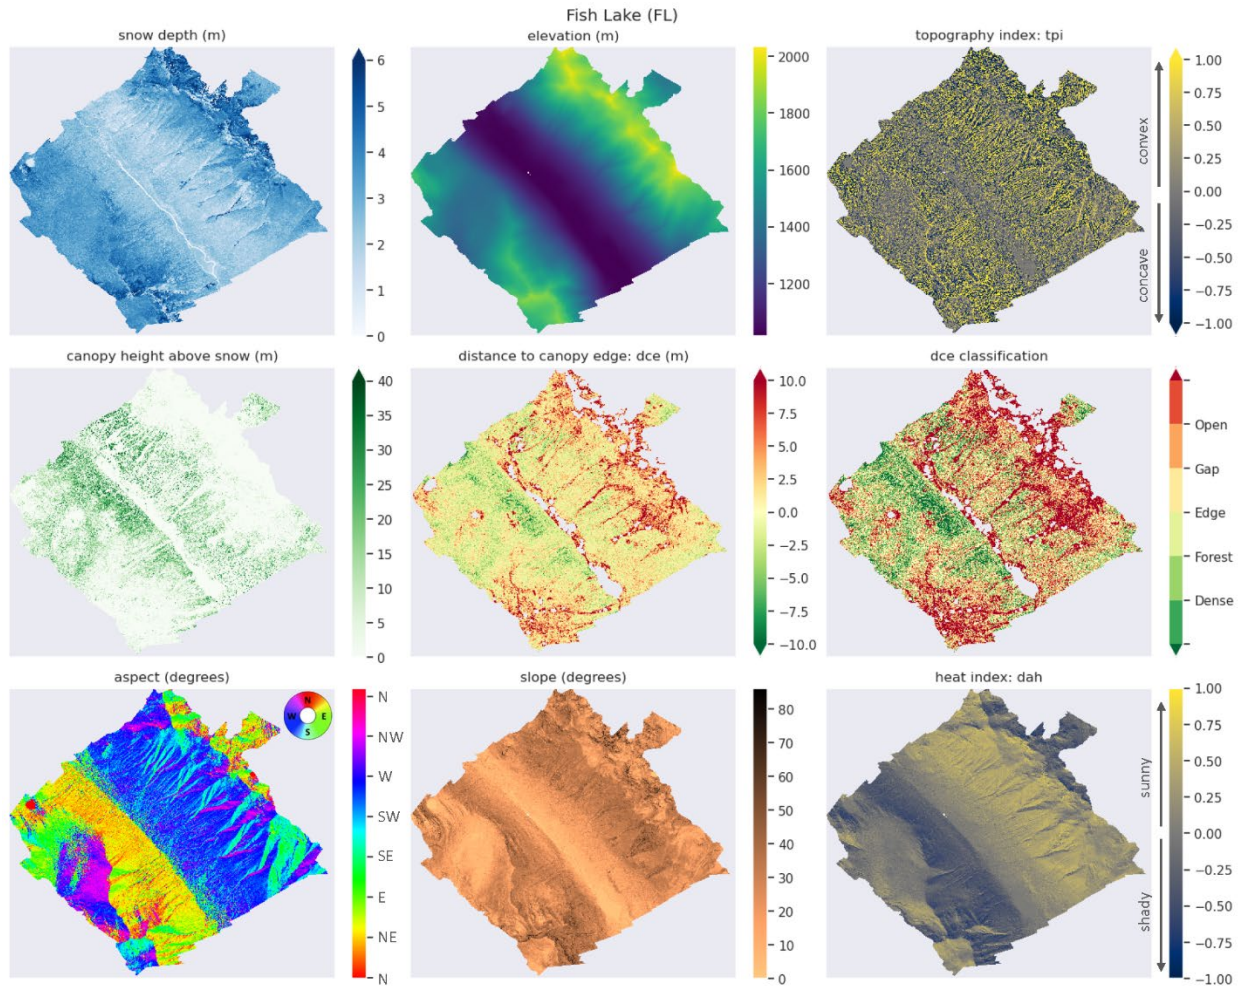 Fish Lake (FL)
snow depth (m)
6
5
4
3
2
1
0
elevation (m)
2000
1800
1600
1400
1200
topography index: tpi
convex
concave
1.00
0.75
0.50
0.25
0.00
−0.25
−0.50
−0.75
−1.00
canopy height above snow (m)
40
35
30
25
20
15
10
5
0
distance to canopy edge: dce (m)
10.0
7.5
5.0
2.5
0.0
−2.5
−5.0
−7.5
−10.0
dce classification
Open
Gap
Edge
Forest
Dense
aspect (degrees)
N
W E
S
N
NW
W
SW
SE
E
NE
N
slope (degrees)
80
70
60
50
40
30
20
10
0
heat index: dah
sunny
shady
1.00
0.75
0.50
0.25
0.00
−0.25
−0.50
−0.75
−1.00